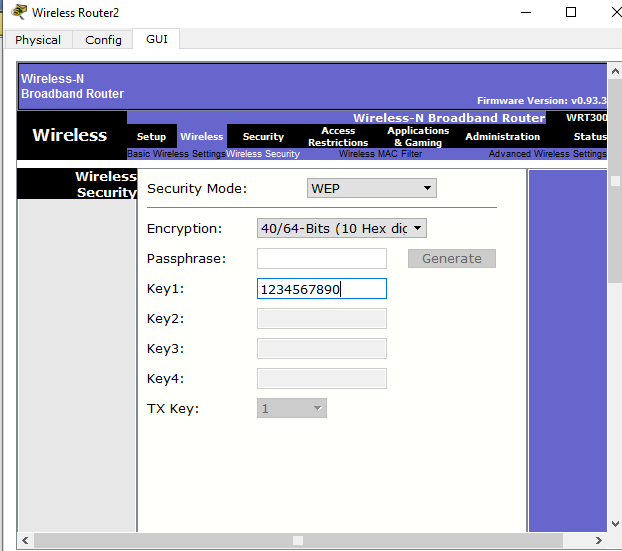 Wireless Router2
Physical Config GUI
Wireless-N
Broadband Router
Firmware Version: v0.93.3
Wireless-N Broadband Router WRT300
Wireless
Setup Wireless Security Access Restrictions Applications & Gaming Administration Status
Basic Wireless Settings Wireless Security Wireless MAC Filter Advanced Wireless Settings
Wireless
Security
Security Mode: WEP
Encryption: 40/64-Bits (10 Hex dig
Passphrase: Generate
Key1: 1234567890
Key2:
Key3:
Key4:
TX Key: 1